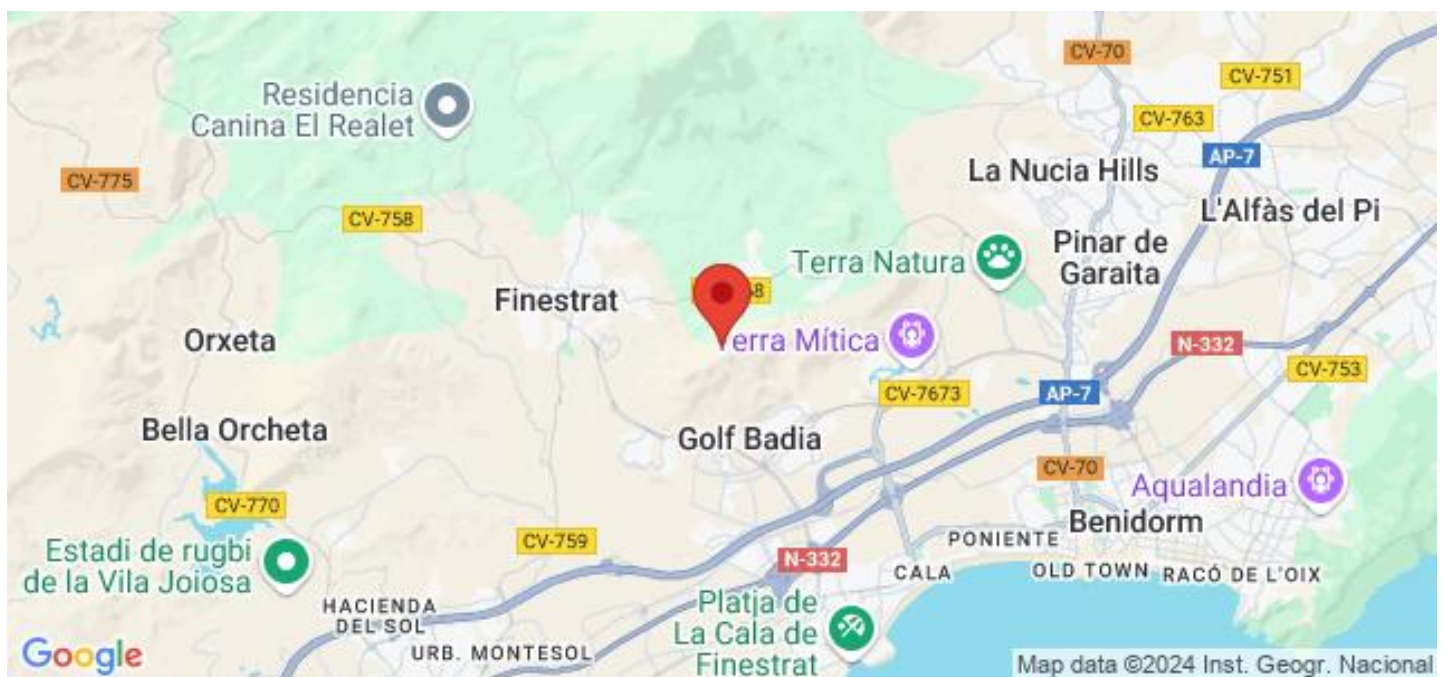 CV-70
CV-751
Residencia
Canina El Realet
CV-763
AP-7
La Nucia Hills
CV-775
CV-758
L'Alfàs del Pi
Pinar de
Garaita
Terra Natura
Finestrat
8
Orxeta
erra Mítica
N-332
CV-753
CV-7673
AP-7
Bella Orcheta
Golf Badia
CV-70
Aqualandia
CV-770
Benidorm
CV-759
PONIENTE
Estadi de rugbi
de la Vila Joiosa
N-332
CALA
OLD TOWN
RACÓ DE L'OIX
HACIENDA
DEL SOL
Platja de
La Cala de
Finestrat
URB. MONTESOL
Google
Map data ©2024 Inst. Geogr. Nacional